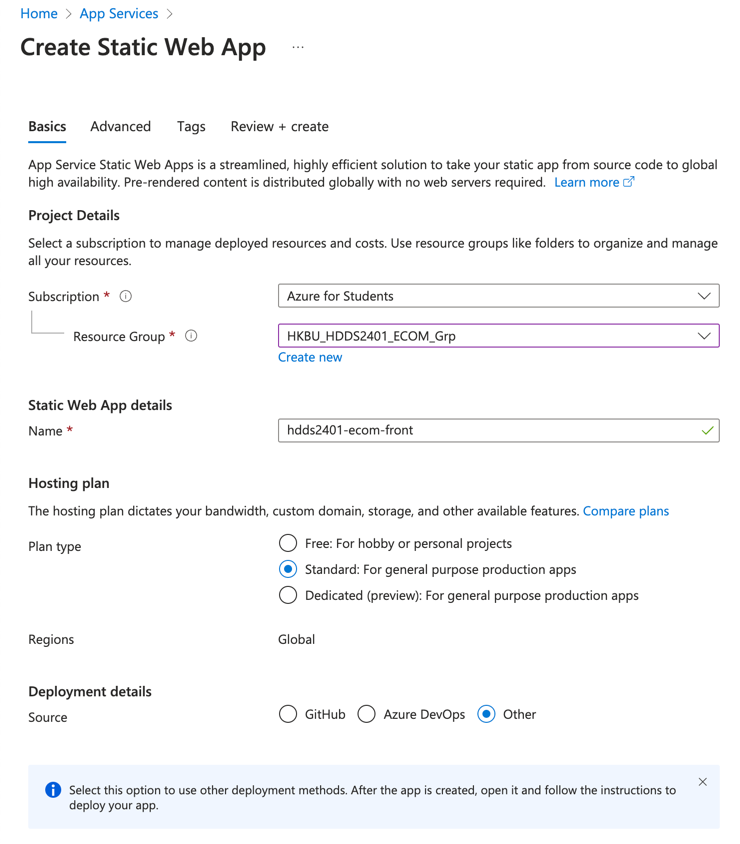 Home > App Services >
Create Static Web App ...
Basics Advanced Tags Review + create
App Service Static Web Apps is a streamlined, highly efficient solution to take your static app from source code to global
high availability. Pre-rendered content is distributed globally with no web servers required. Learn more
Project Details
Select a subscription to manage deployed resources and costs. Use resource groups like folders to organize and manage
all your resources.
Subscription * Azure for Students
Resource Group * HKBU_HDDS2401_ECOM_Grp
Create new
Static Web App details
Name * hdds2401-ecom-front
Hosting plan
The hosting plan dictates your bandwidth, custom domain, storage, and other available features. Compare plans
Plan type Free: For hobby or personal projects
Standard: For general purpose production apps
Dedicated (preview): For general purpose production apps
Regions Global
Deployment details
Source GitHub Azure DevOps Other
Select this option to use other deployment methods. After the app is created, open it and follow the instructions to
deploy your app.